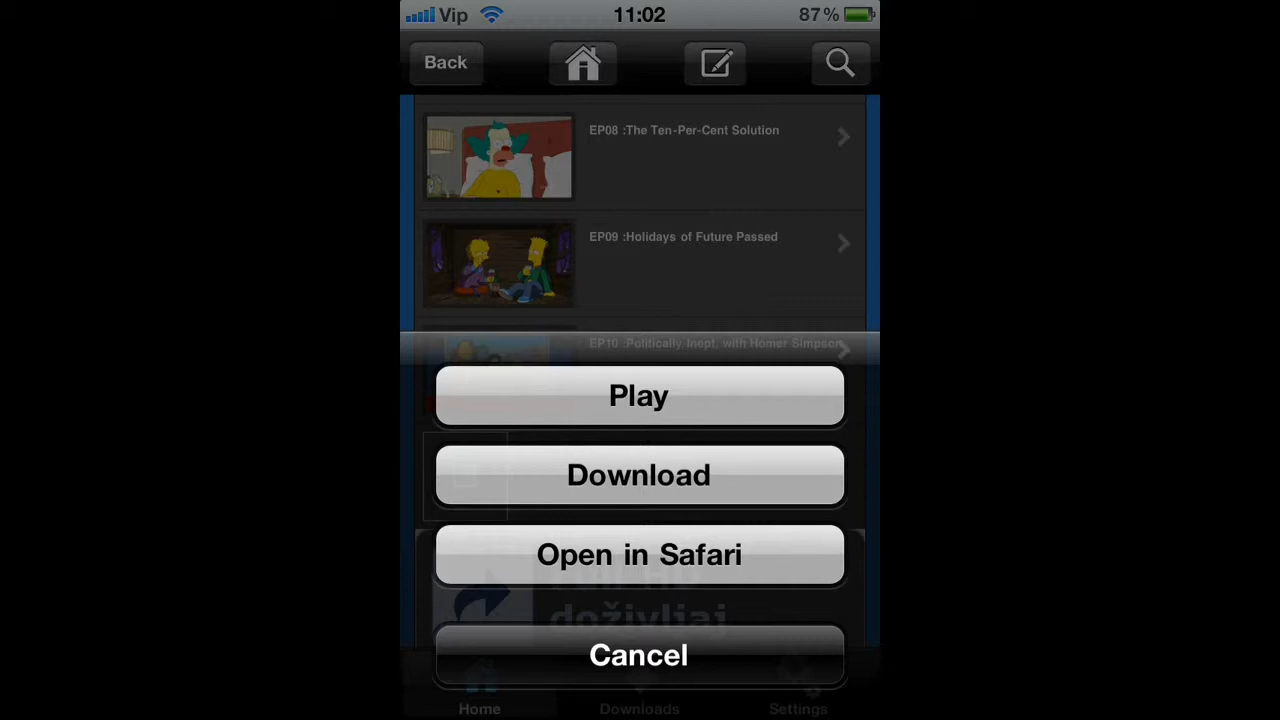 Vip 11:02 87%
Back
EP08 :The Ten-Per-Cent Solution
EP09 :Holidays of Future Passed
EP10 :Politically Inept, with Homer Simpson
Play
Download
Open in Safari
doživljaj
Cancel
Home Downloads Settings